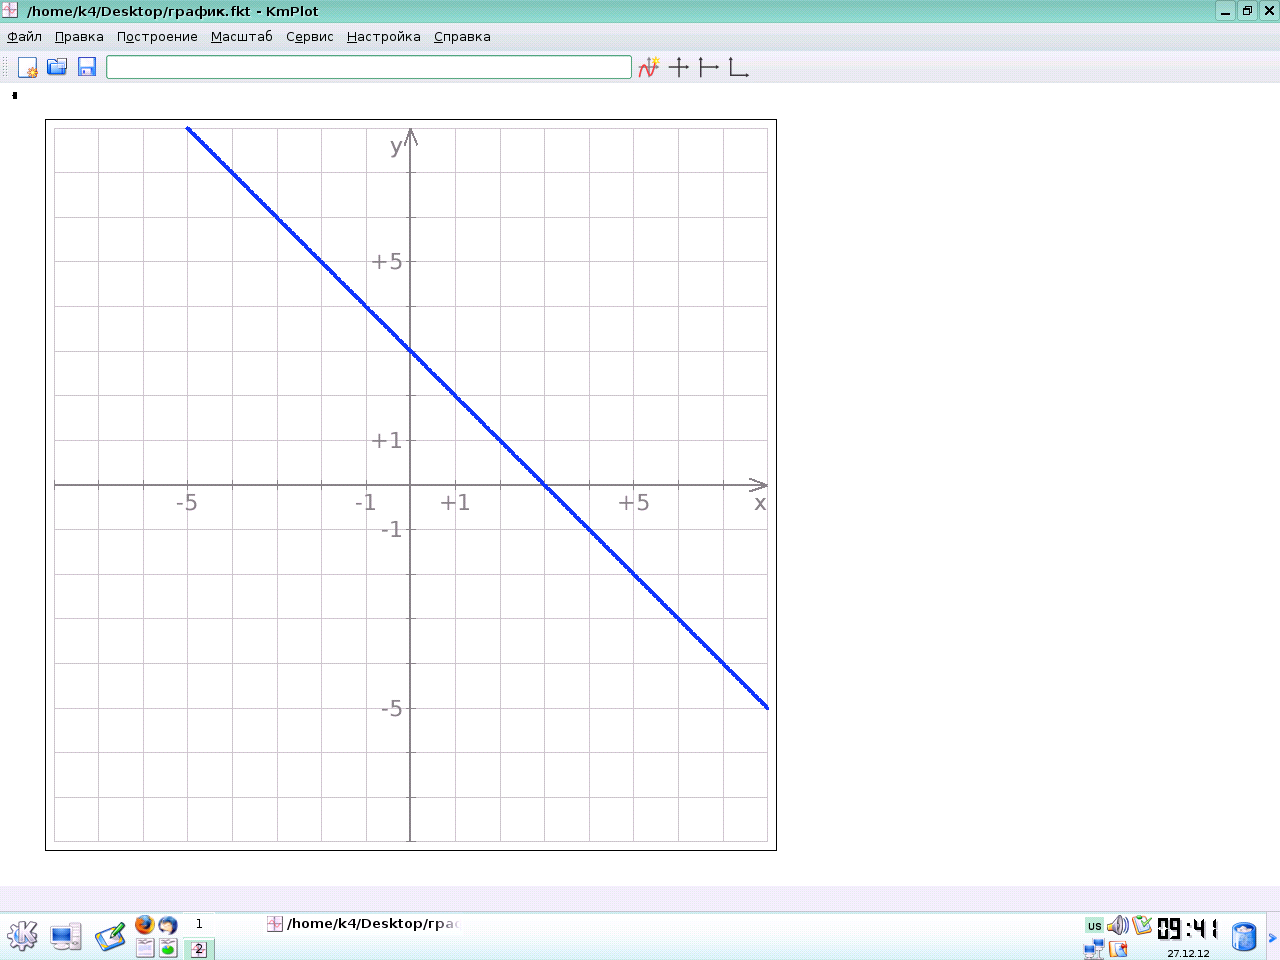 /home/k4/Desktop/график.fkt - KmPlot
Файл Правка Построение Масштаб Сервис Настройка Справка
y
+5
+1
-5 -1 +1 +5 x
-1
-5
1
2
/home/k4/Desktop/гра
us
09:41
27.12.12